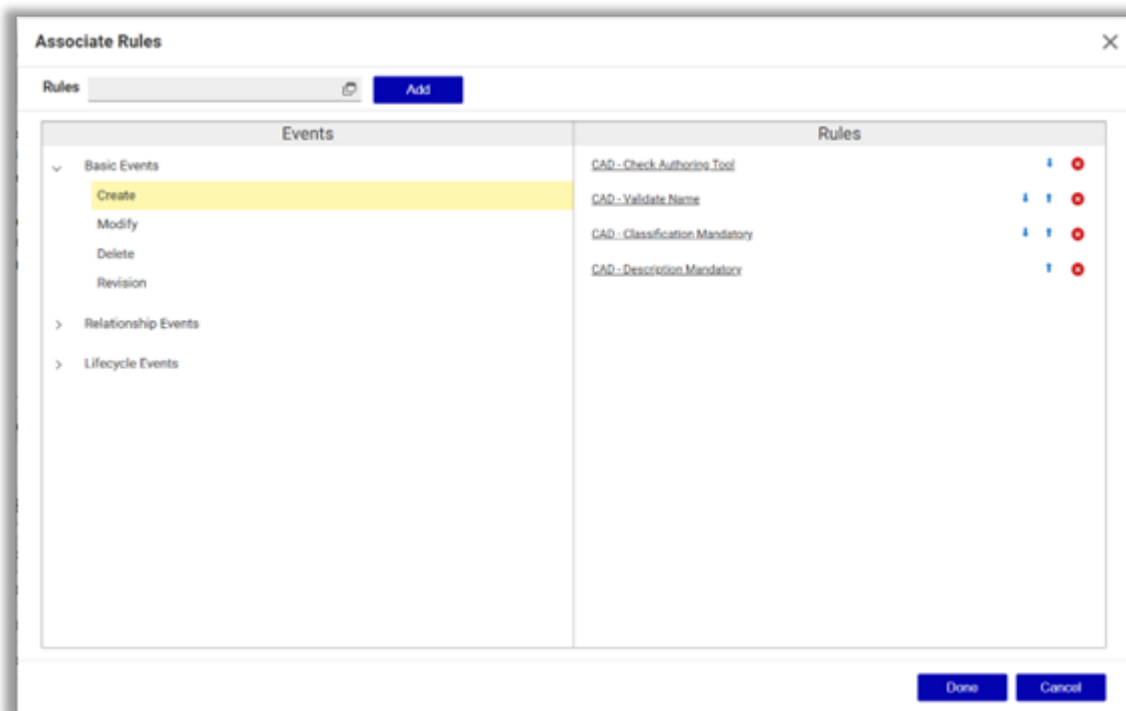 Associate Rules
Rules
Add
Events
Rules
Basic Events
Create
Modify
Delete
Revision
Relationship Events
Lifecycle Events
CAD - Check Authoring Tool
CAD - Validate Name
CAD - Classification Mandatory
CAD - Description Mandatory
Done
Cancel